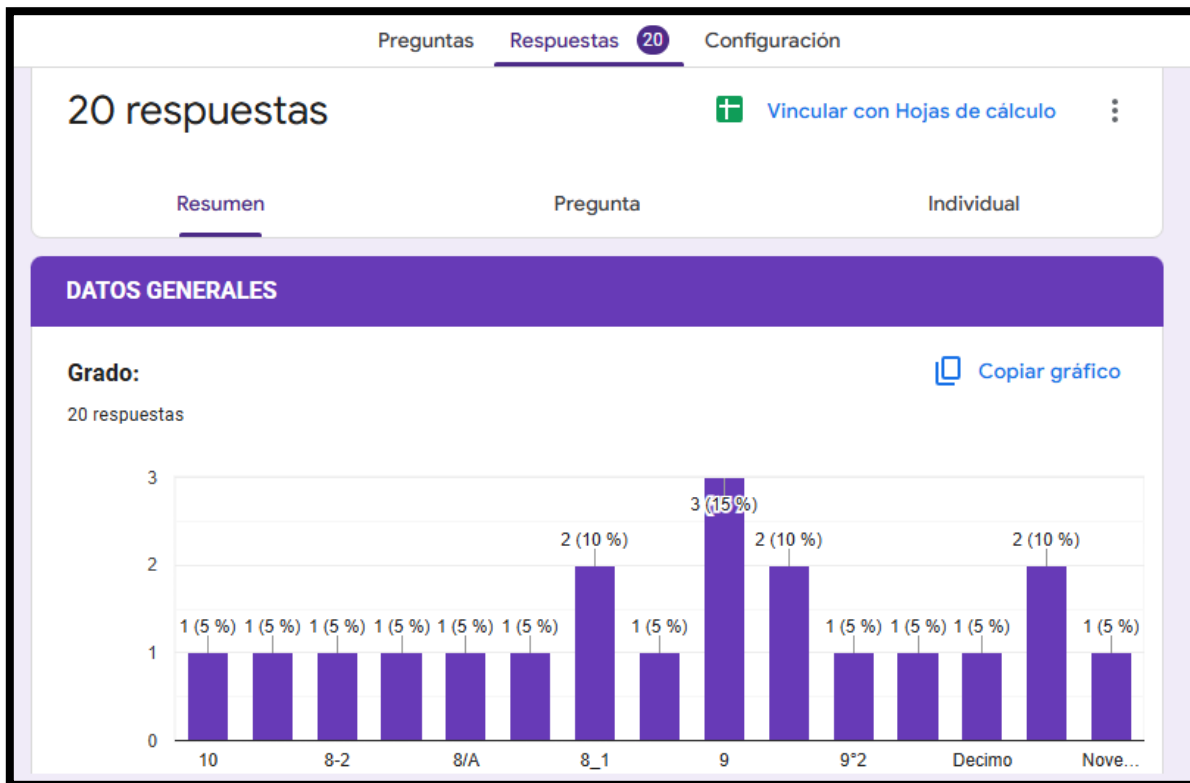 Preguntas Respuestas 20 Configuración
20 respuestas Vincular con Hojas de cálculo
Resumen Pregunta Individual
DATOS GENERALES
Grado: Copiar gráfico
20 respuestas
3
3 (15 %)
2 (10 %) 2 (10 %) 2 (10 %)
2
1 (5 %) 1 (5 %) 1 (5 %) 1 (5 %) 1 (5 %) 1 (5 %) 1 (5 %) 1 (5 %) 1 (5 %) 1 (5 %) 1 (5 %)
1
0
10 8-2 8/A 8_1 9 9°2 Decimo Nove...